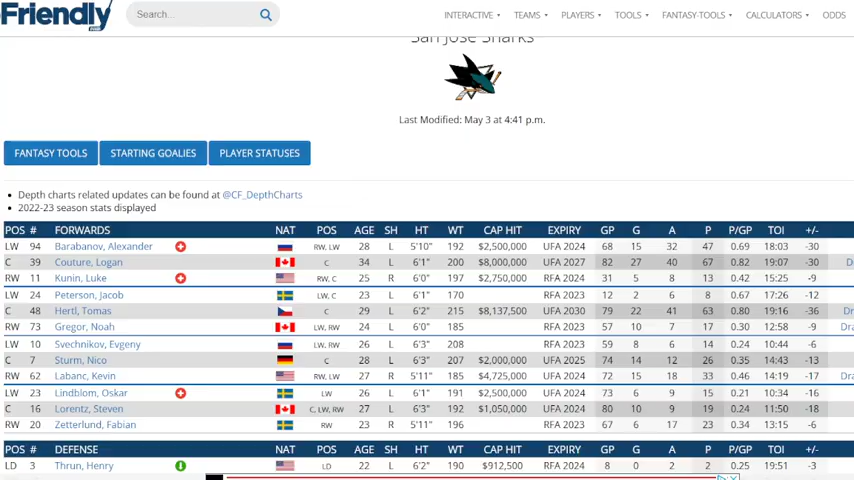 Friendly Search... INTERACTIVE TEAMS PLAYERS TOOLS FANTASY-TOOLS CALCULATORS ODDS
San Jose Sharks
Last Modified: May 3 at 4:41 p.m.
FANTASY TOOLS STARTING GOALIES PLAYER STATUSES
Depth charts related updates can be found at @CF_DepthCharts
2022-23 season stats displayed
POS # FORWARDS NAT POS AGE SH HT WT CAP HIT EXPIRY GP G A P P/GP TOI +/-
LW 94 Barabanov, Alexander RW, LW 28 L 5'10" 192 $2,500,000 UFA 2024 68 15 32 47 0.69 18:03 -30
C 39 Couture, Logan C 34 L 6'1" 200 $8,000,000 UFA 2027 82 27 40 67 0.82 19:07 -30 D
RW 11 Kunin, Luke RW, C 25 R 6'0" 197 $2,750,000 RFA 2024 31 5 8 13 0.42 15:25 -9
LW 24 Peterson, Jacob LW, C 23 L 6'1" 170 RFA 2023 12 2 6 8 0.67 17:26 -12
C 48 Hertl, Tomas C 29 L 6'2" 215 $8,137,500 UFA 2030 79 22 41 63 0.80 19:16 -36 Dr
RW 73 Gregor, Noah LW, RW 24 L 6'0" 185 RFA 2023 57 10 7 17 0.30 12:58 -9 Dr
LW 10 Svechnikov, Evgeny LW, RW 26 L 6'3" 208 RFA 2023 59 8 6 14 0.24 10:44 -6
C 7 Sturm, Nico C 28 L 6'3" 207 $2,000,000 UFA 2025 74 14 12 26 0.35 14:43 -13
RW 62 Labanc, Kevin RW, LW 27 R 5'11" 185 $4,725,000 UFA 2024 72 15 18 33 0.46 14:19 -17 Dra
LW 23 Lindblom, Oskar LW 26 L 6'1" 191 $2,500,000 UFA 2024 73 6 9 15 0.21 10:34 -16
C 16 Lorentz, Steven C, LW, RW 27 L 6'3" 192 $1,050,000 UFA 2024 80 10 9 19 0.24 11:50 -18
RW 20 Zetterlund, Fabian RW 23 R 5'11" 196 RFA 2023 67 6 17 23 0.34 13:15 -6
POS # DEFENSE NAT POS AGE SH HT WT CAP HIT EXPIRY GP G A P P/GP TOI +/-
LD 3 Thrun, Henry LD 22 L 6'2" 190 $912,500 RFA 2024 8 0 2 2 0.25 19:51 -3